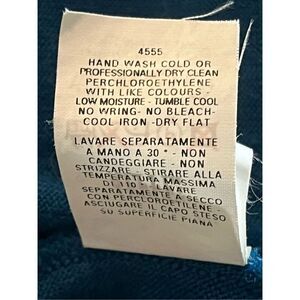 4555
HAND WASH COLD OR
PROFESSIONALLY DRY CLEAN
PERCHLOROETHYLENE
WITH LIKE COLOURS -
LOW MOISTURE - TUMBLE COOL
NO WRING- NO BLEACH-
COOL IRON-DRY FLAT
LAVARE SEPARATAMENTE
A MANO A 30° - NON
CANDEGGIARE - NON
STRIZZARE - STIRARE ALLA
TEMPERATURA MASSIMA
DI 110° - LAVARE
SEPARATAMENTE A SECCO
CON PERCLOROETILENE -
ASCIUGARE IL CAPO STESO
SU SUPERFICIE PIANA